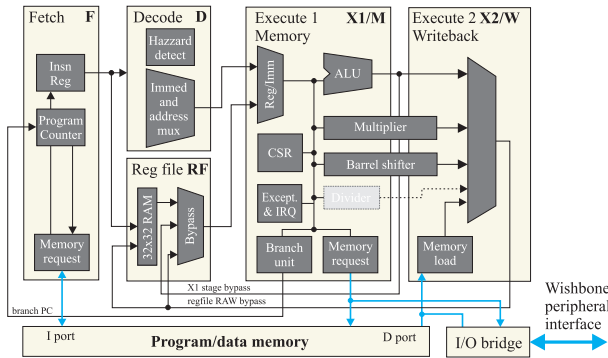 Fetch F
Insn
Reg
Program
Counter
Memory
request
Decode D
Hazzard
detect
Immed
and
address
mux
Reg file RF
32x32 RAM
Bypass
Execute 1 X1/M
Memory
Reg/Imm
ALU
Multiplier
CSR
Barrel shifter
Except.
& IRQ
Divider
Branch
unit
Memory
request
Execute 2 X2/W
Writeback
Memory
load
X1 stage bypass
branch PC
regfile RAW bypass
I port
Program/data memory
D port
I/O bridge
Wishbone
peripheral
interface